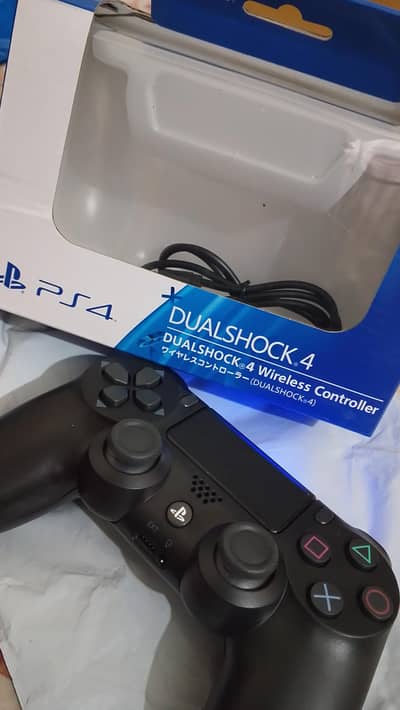 PS4
DUALSHOCK®4
DUALSHOCK®4 Wireless Controller
ワイヤレスコントローラー (DUALSHOCK®4)
EXT